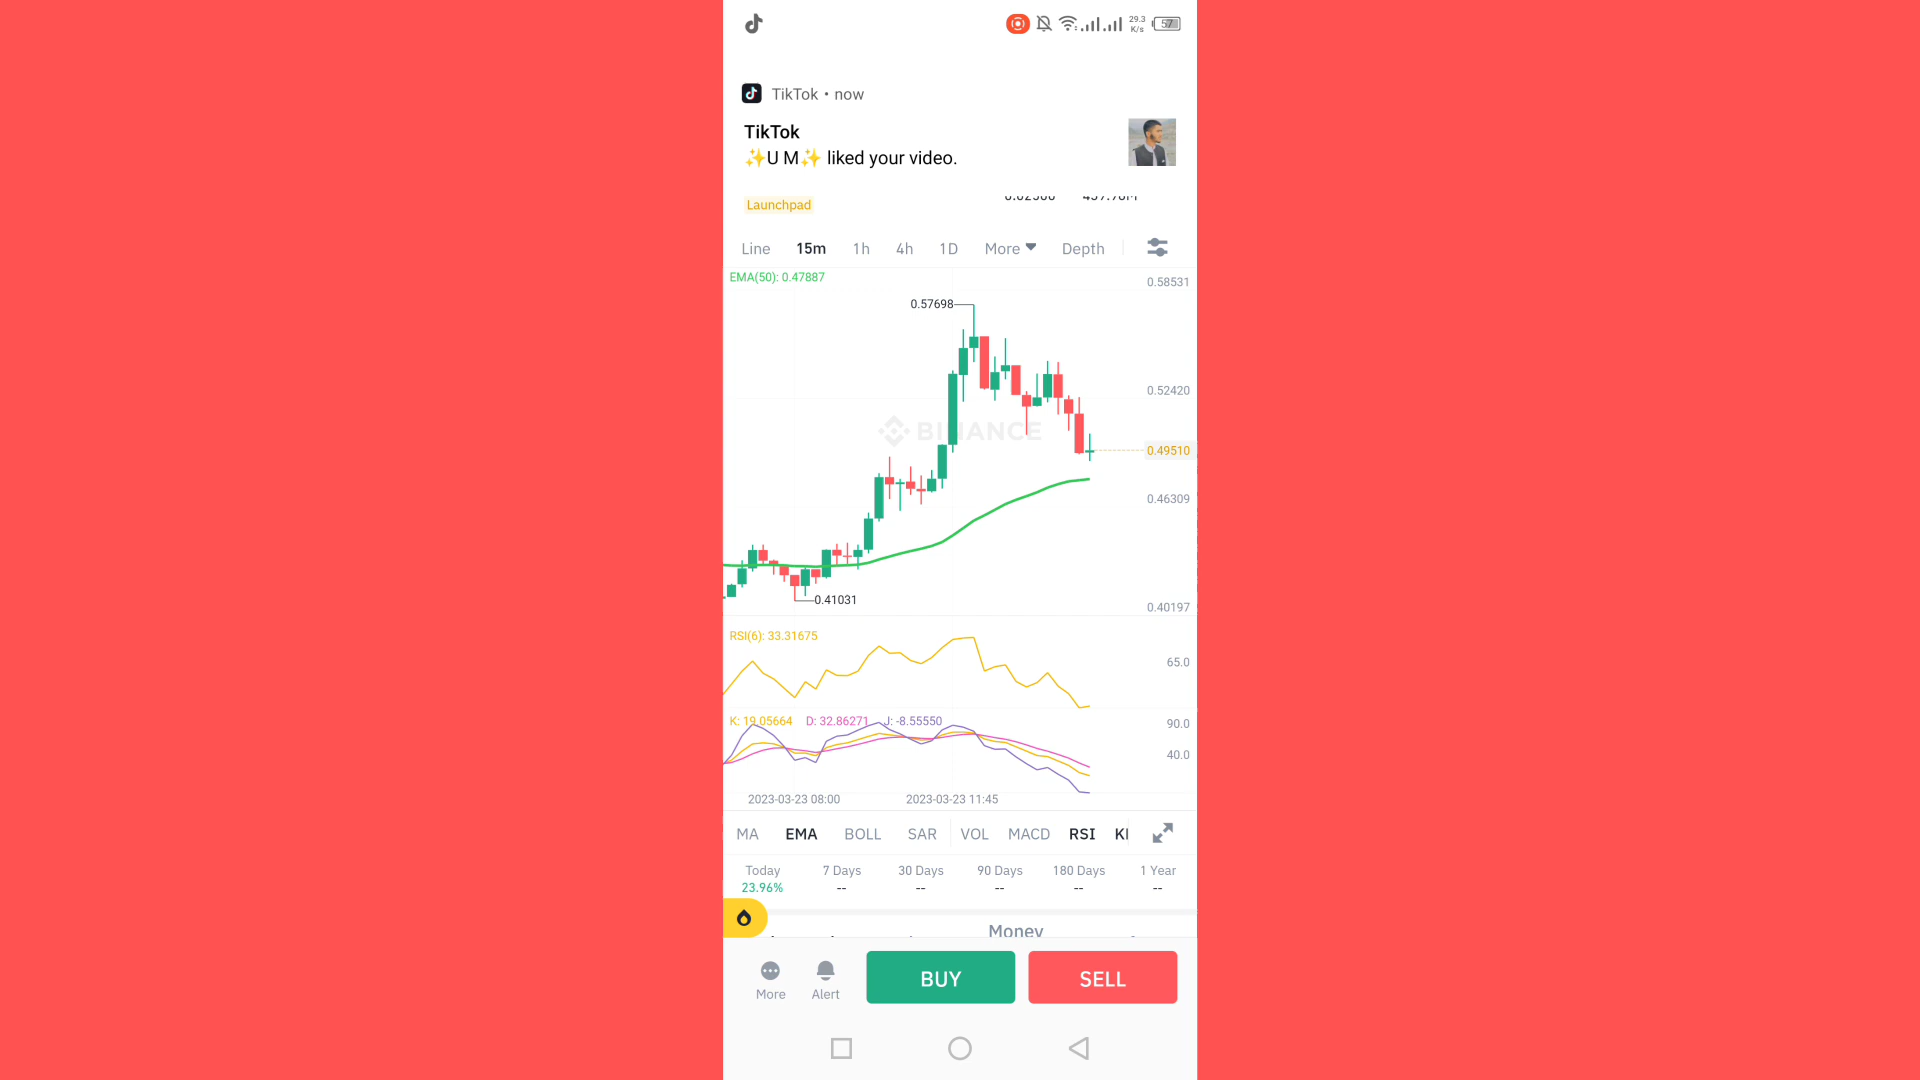 29.3
K/s
57
TikTok • now
TikTok
✨U M✨ liked your video.
Launchpad
Line 15m 1h 4h 1D More Depth
EMA(50): 0.47887
0.58531
0.57698
0.52420
BINANCE
0.49510
0.46309
0.41031
0.40197
RSI(6): 33.31675
65.0
K: 19.05664 D: 32.86271 J: -8.55550
90.0
40.0
2023-03-23 08:00 2023-03-23 11:45
MA EMA BOLL SAR VOL MACD RSI
Today 7 Days 30 Days 90 Days 180 Days 1 Year
23.96% -- -- -- -- --
Money
More Alert BUY SELL